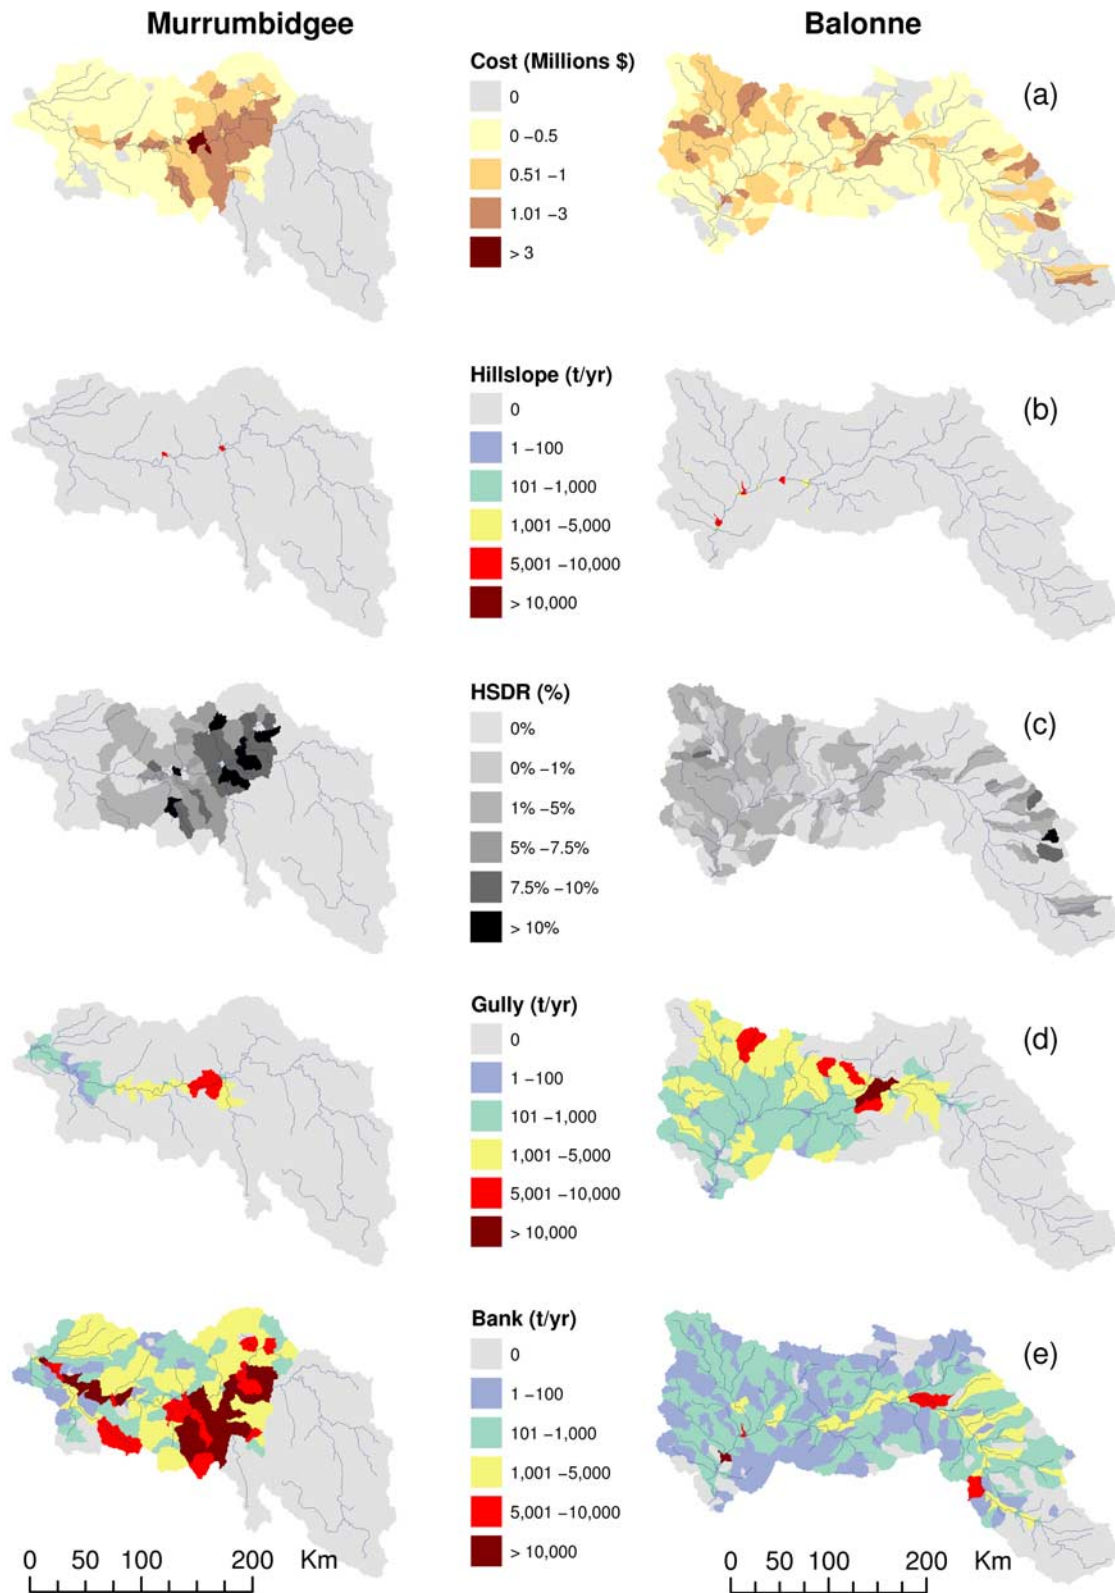 Murrumbidgee
Balonne
Cost (Millions $)
0
0 −0.5
0.51 −1
1.01 −3
> 3
(a)
Hillslope (t/yr)
0
1 −100
101 −1,000
1,001 −5,000
5,001 −10,000
> 10,000
(b)
HSDR (%)
0%
0% −1%
1% −5%
5% −7.5%
7.5% −10%
> 10%
(c)
Gully (t/yr)
0
1 −100
101 −1,000
1,001 −5,000
5,001 −10,000
> 10,000
(d)
Bank (t/yr)
0
1 −100
101 −1,000
1,001 −5,000
5,001 −10,000
> 10,000
(e)
0 50 100 200 Km
0 50 100 200 Km